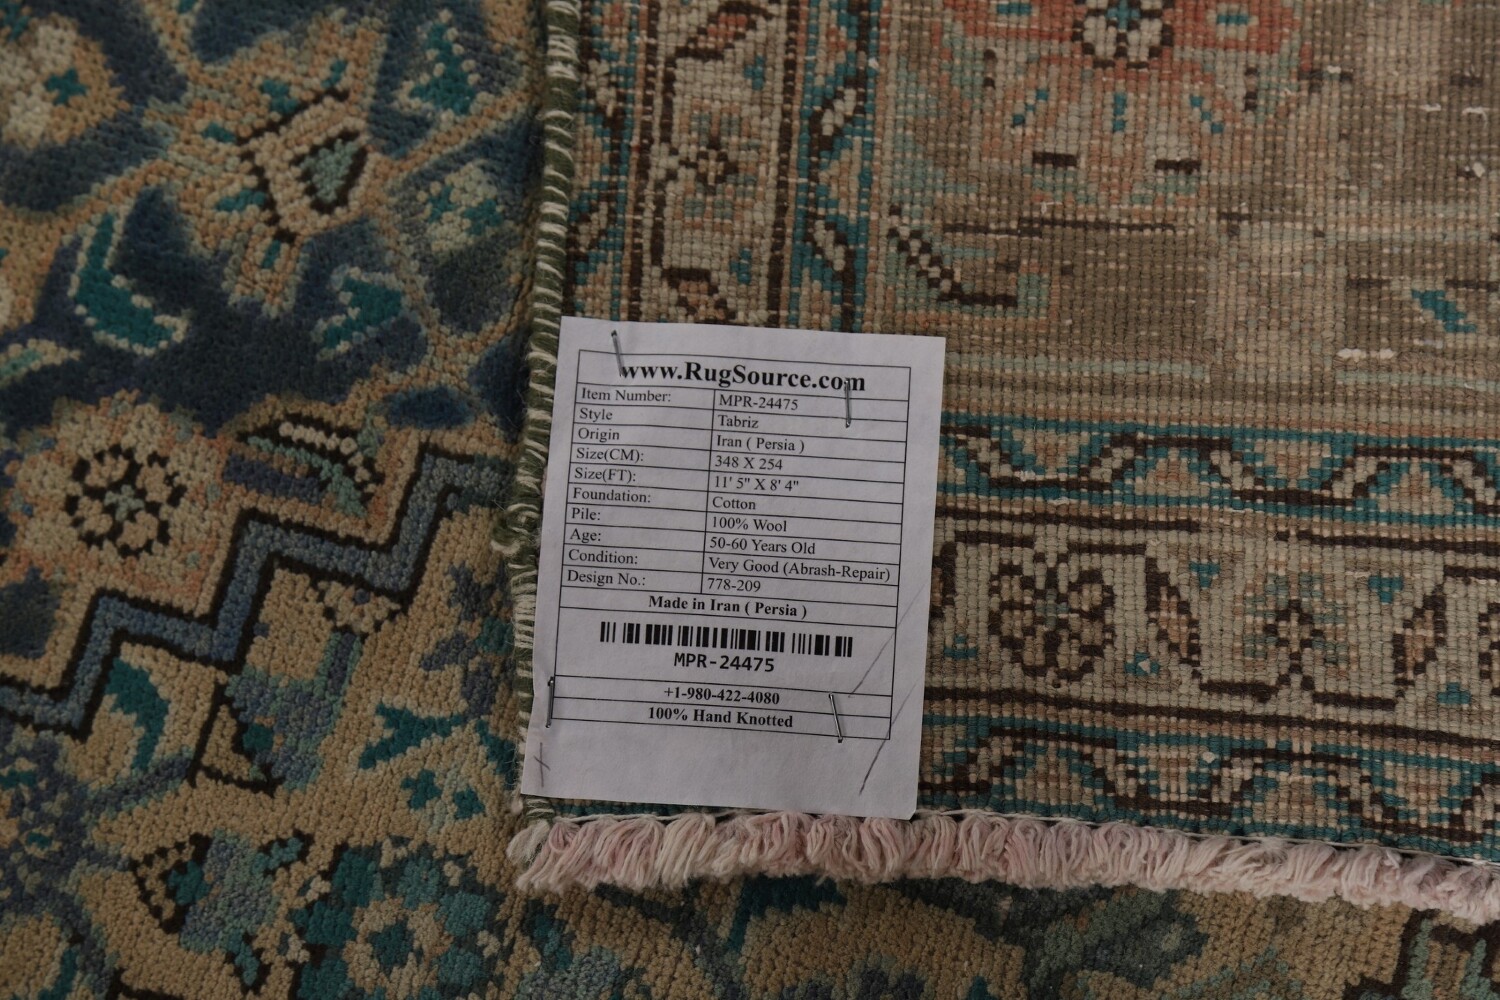 www.RugSource.com
Item Number: MPR-24475
Style Tabriz
Origin Iran ( Persia )
Size(CM): 348 X 254
Size(FT): 11' 5" X 8' 4"
Foundation: Cotton
Pile: 100% Wool
Age: 50-60 Years Old
Condition: Very Good (Abrash-Repair)
Design No.: 778-209
Made in Iran ( Persia )
MPR-24475
+1-980-422-4080
100% Hand Knotted